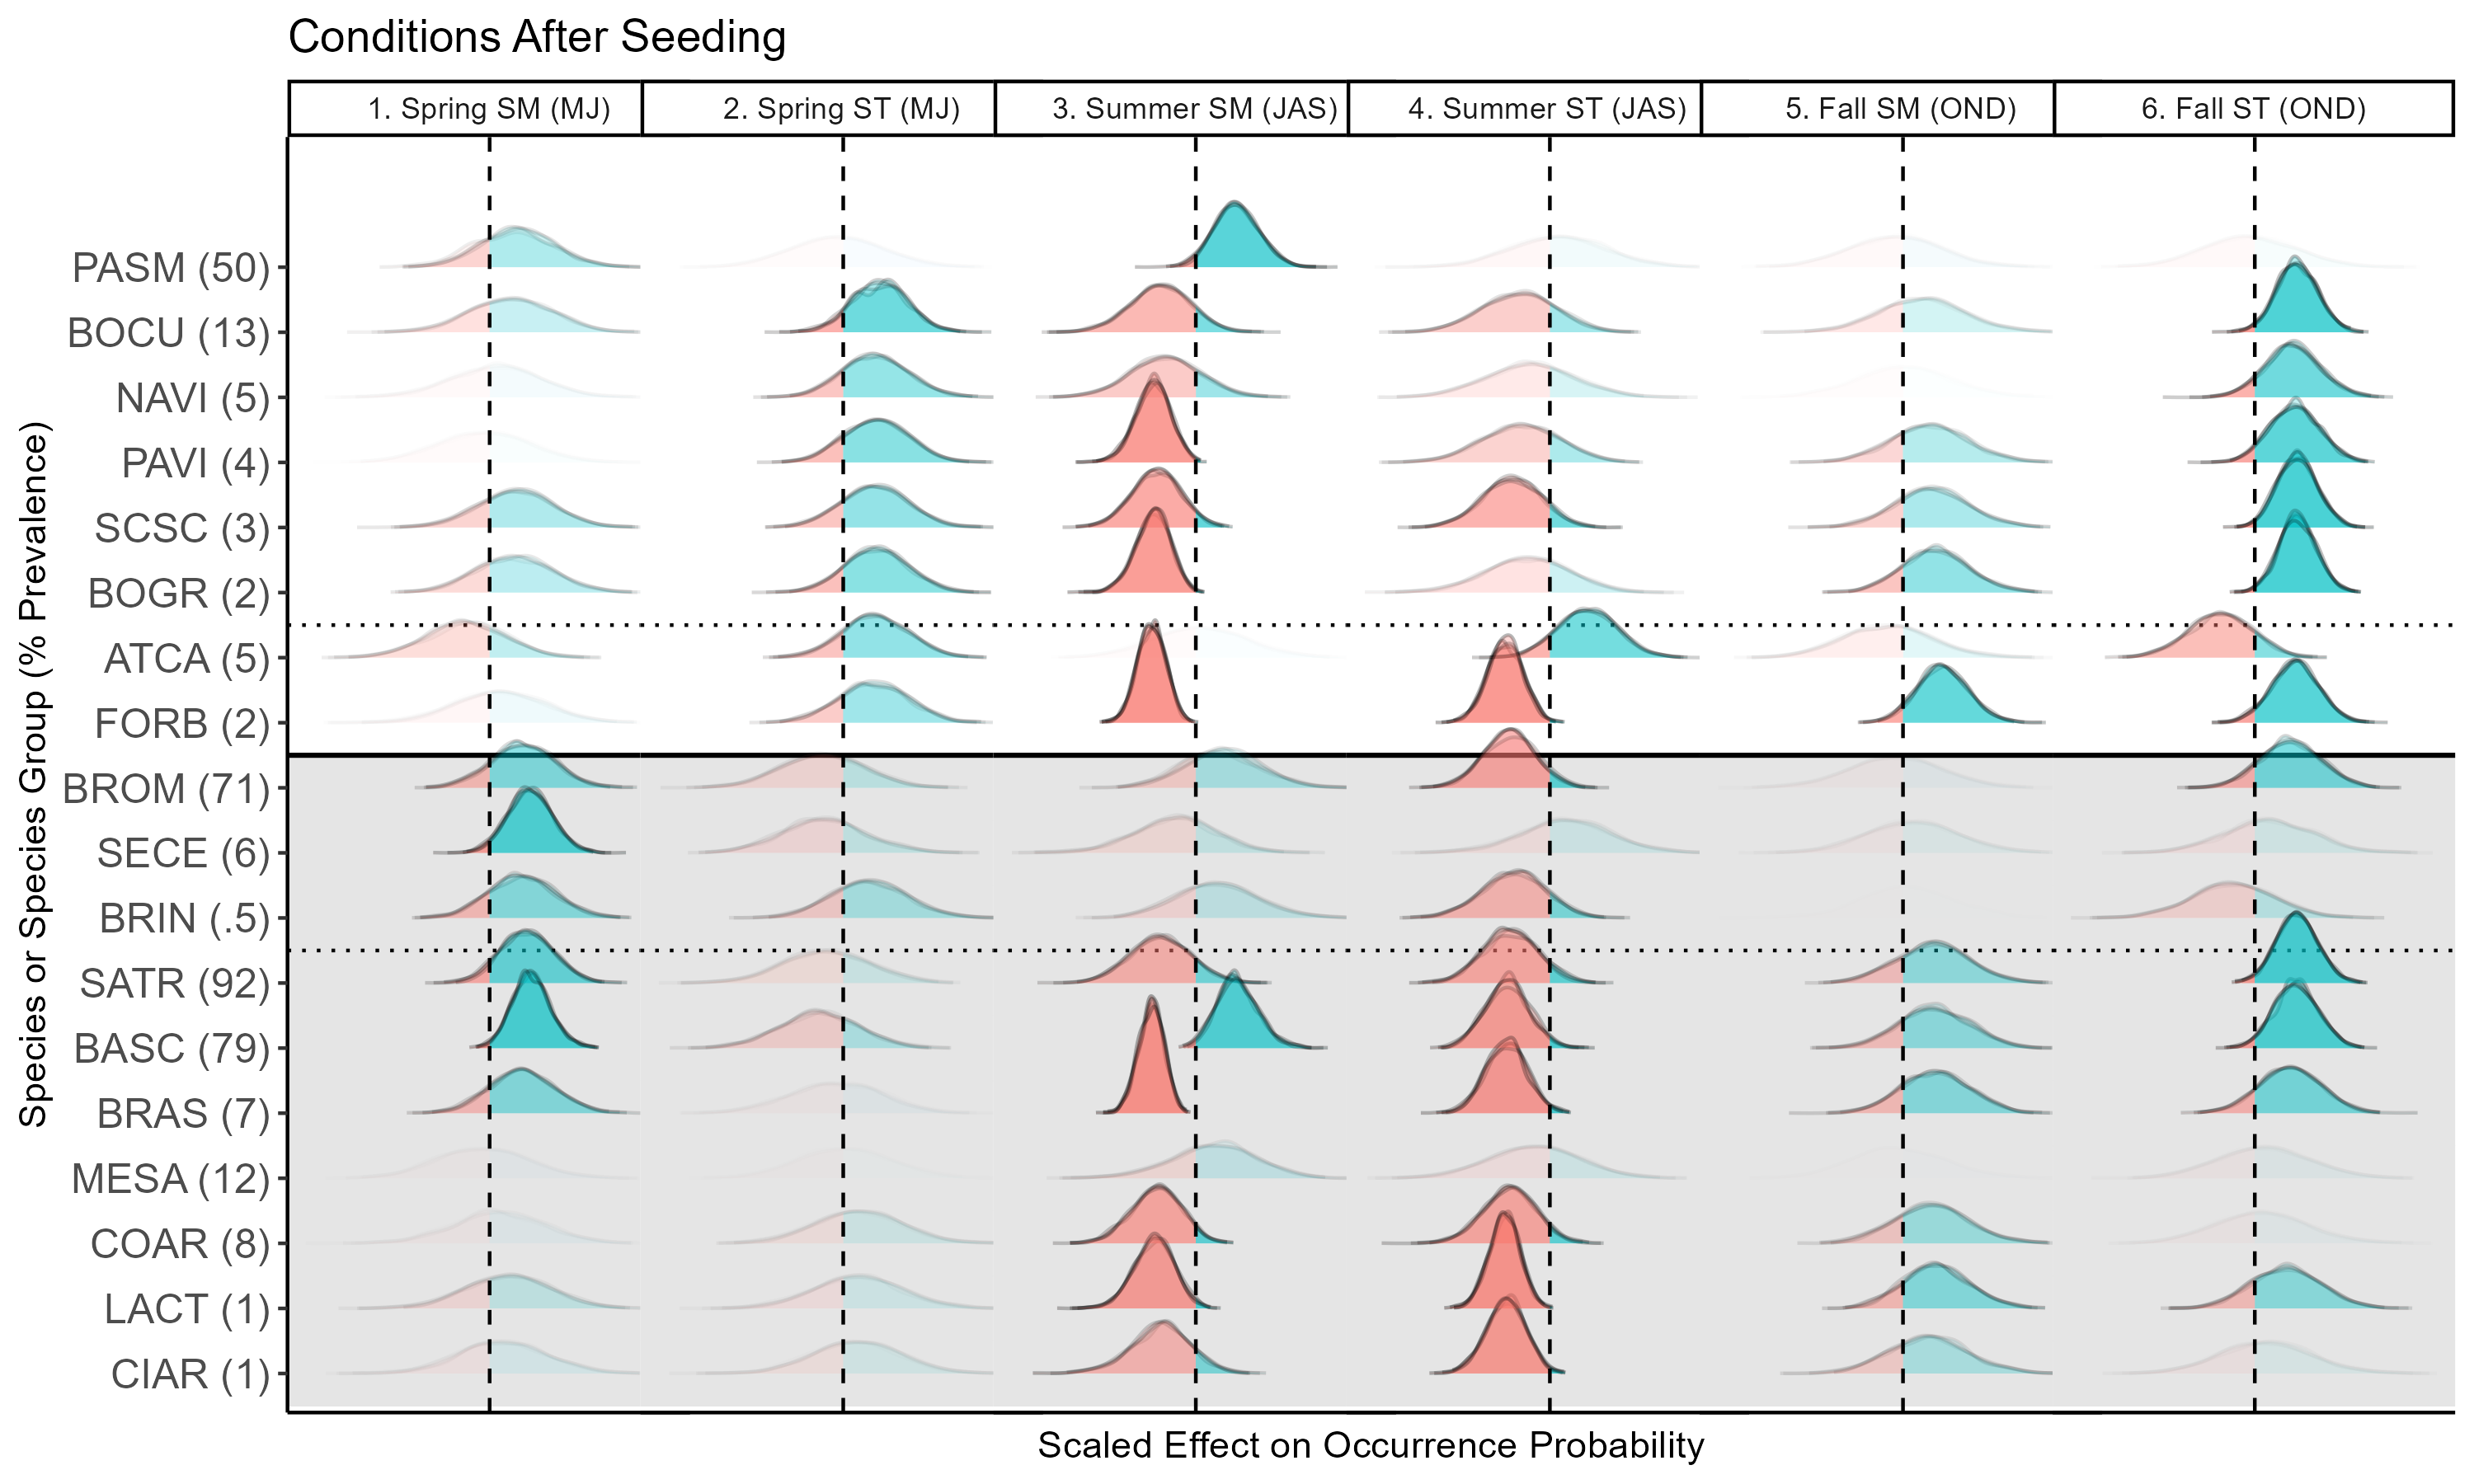 Conditions After Seeding
1. Spring SM (MJ)
2. Spring ST (MJ)
3. Summer SM (JAS)
4. Summer ST (JAS)
5. Fall SM (OND)
6. Fall ST (OND)
Species or Species Group (% Prevalence)
PASM (50)
BOCU (13)
NAVI (5)
PAVI (4)
SCSC (3)
BOGR (2)
ATCA (5)
FORB (2)
BROM (71)
SECE (6)
BRIN (.5)
SATR (92)
BASC (79)
BRAS (7)
MESA (12)
COAR (8)
LACT (1)
CIAR (1)
Scaled Effect on Occurrence Probability